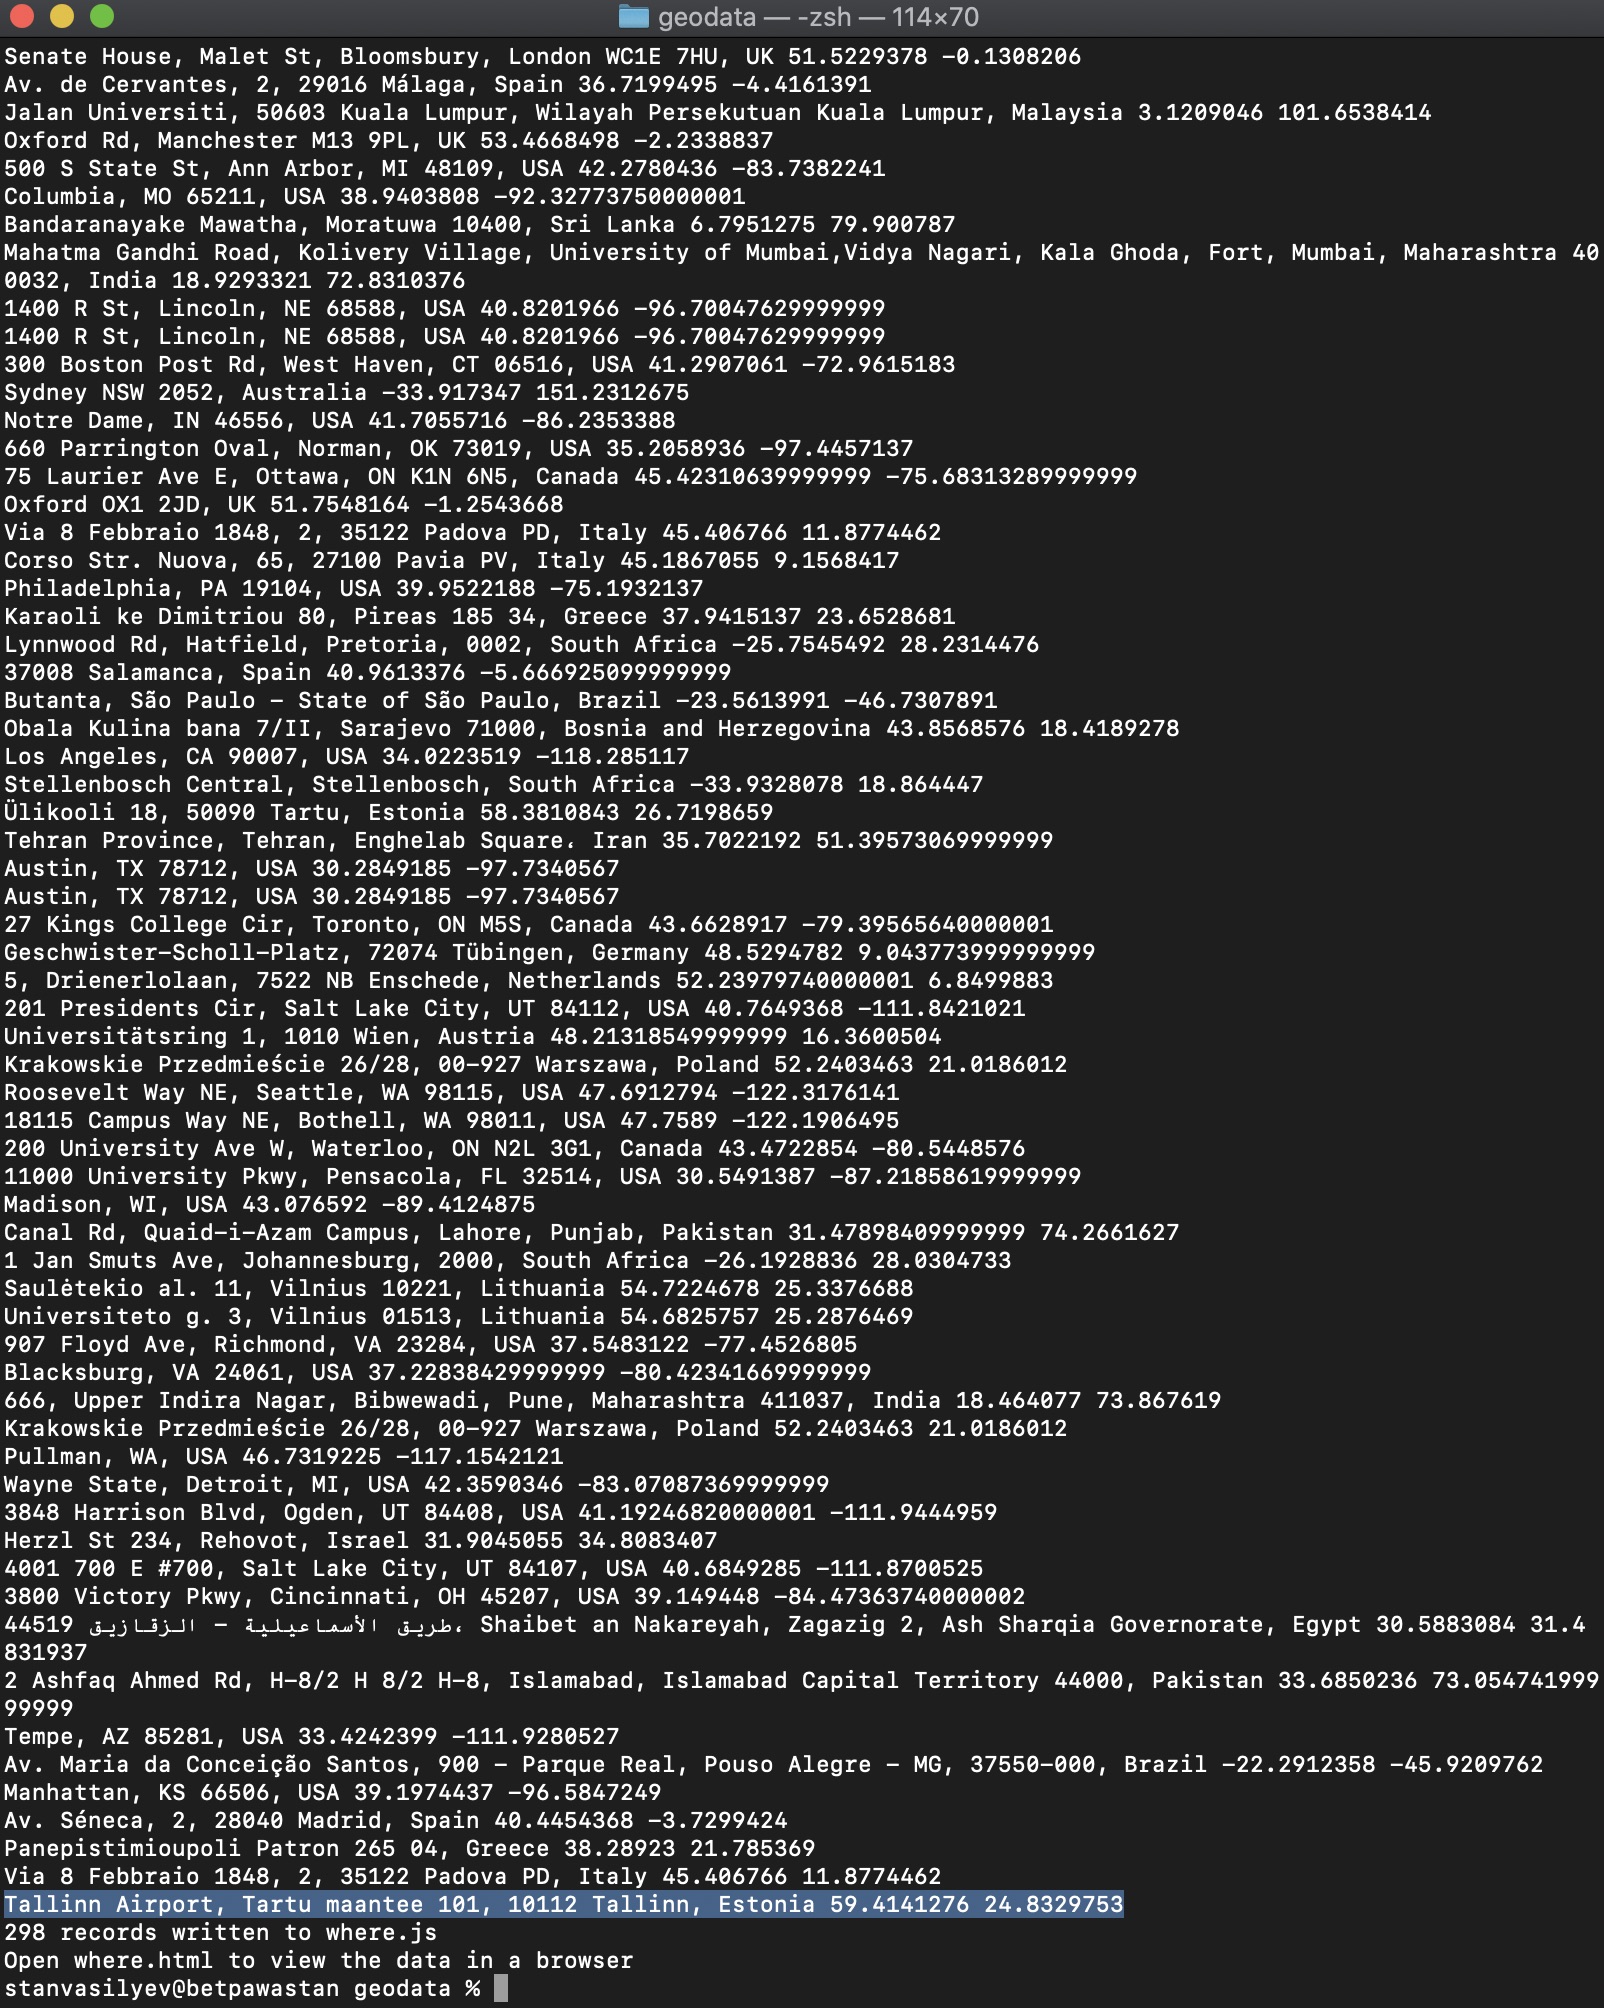 geodata — -zsh — 114×70
Senate House, Malet St, Bloomsbury, London WC1E 7HU, UK 51.5229378 -0.1308206
Av. de Cervantes, 2, 29016 Málaga, Spain 36.7199495 -4.4161391
Jalan Universiti, 50603 Kuala Lumpur, Wilayah Persekutuan Kuala Lumpur, Malaysia 3.1209046 101.6538414
Oxford Rd, Manchester M13 9PL, UK 53.4668498 -2.2338837
500 S State St, Ann Arbor, MI 48109, USA 42.2780436 -83.7382241
Columbia, MO 65211, USA 38.9403808 -92.32773750000001
Bandaranayake Mawatha, Moratuwa 10400, Sri Lanka 6.7951275 79.900787
Mahatma Gandhi Road, Kolivery Village, University of Mumbai,Vidya Nagari, Kala Ghoda, Fort, Mumbai, Maharashtra 40
0032, India 18.9293321 72.8310376
1400 R St, Lincoln, NE 68588, USA 40.8201966 -96.70047629999999
1400 R St, Lincoln, NE 68588, USA 40.8201966 -96.70047629999999
300 Boston Post Rd, West Haven, CT 06516, USA 41.2907061 -72.9615183
Sydney NSW 2052, Australia -33.917347 151.2312675
Notre Dame, IN 46556, USA 41.7055716 -86.2353388
660 Parrington Oval, Norman, OK 73019, USA 35.2058936 -97.4457137
75 Laurier Ave E, Ottawa, ON K1N 6N5, Canada 45.42310639999999 -75.68313289999999
Oxford OX1 2JD, UK 51.7548164 -1.2543668
Via 8 Febbraio 1848, 2, 35122 Padova PD, Italy 45.406766 11.8774462
Corso Str. Nuova, 65, 27100 Pavia PV, Italy 45.1867055 9.1568417
Philadelphia, PA 19104, USA 39.9522188 -75.1932137
Karaoli ke Dimitriou 80, Pireas 185 34, Greece 37.9415137 23.6528681
Lynnwood Rd, Hatfield, Pretoria, 0002, South Africa -25.7545492 28.2314476
37008 Salamanca, Spain 40.9613376 -5.666925099999999
Butanta, São Paulo - State of São Paulo, Brazil -23.5613991 -46.7307891
Obala Kulina bana 7/II, Sarajevo 71000, Bosnia and Herzegovina 43.8568576 18.4189278
Los Angeles, CA 90007, USA 34.0223519 -118.285117
Stellenbosch Central, Stellenbosch, South Africa -33.9328078 18.864447
Ülikooli 18, 50090 Tartu, Estonia 58.3810843 26.7198659
Tehran Province, Tehran, Enghelab Square، Iran 35.7022192 51.39573069999999
Austin, TX 78712, USA 30.2849185 -97.7340567
Austin, TX 78712, USA 30.2849185 -97.7340567
27 Kings College Cir, Toronto, ON M5S, Canada 43.6628917 -79.39565640000001
Geschwister-Scholl-Platz, 72074 Tübingen, Germany 48.5294782 9.043773999999999
5, Drienerlolaan, 7522 NB Enschede, Netherlands 52.23979740000001 6.8499883
201 Presidents Cir, Salt Lake City, UT 84112, USA 40.7649368 -111.8421021
Universitätsring 1, 1010 Wien, Austria 48.21318549999999 16.3600504
Krakowskie Przedmieście 26/28, 00-927 Warszawa, Poland 52.2403463 21.0186012
Roosevelt Way NE, Seattle, WA 98115, USA 47.6912794 -122.3176141
18115 Campus Way NE, Bothell, WA 98011, USA 47.7589 -122.1906495
200 University Ave W, Waterloo, ON N2L 3G1, Canada 43.4722854 -80.5448576
11000 University Pkwy, Pensacola, FL 32514, USA 30.5491387 -87.21858619999999
Madison, WI, USA 43.076592 -89.4124875
Canal Rd, Quaid-i-Azam Campus, Lahore, Punjab, Pakistan 31.47898409999999 74.2661627
1 Jan Smuts Ave, Johannesburg, 2000, South Africa -26.1928836 28.0304733
Saulėtekio al. 11, Vilnius 10221, Lithuania 54.7224678 25.3376688
Universiteto g. 3, Vilnius 01513, Lithuania 54.6825757 25.2876469
907 Floyd Ave, Richmond, VA 23284, USA 37.5483122 -77.4526805
Blacksburg, VA 24061, USA 37.22838429999999 -80.42341669999999
666, Upper Indira Nagar, Bibwewadi, Pune, Maharashtra 411037, India 18.464077 73.867619
Krakowskie Przedmieście 26/28, 00-927 Warszawa, Poland 52.2403463 21.0186012
Pullman, WA, USA 46.7319225 -117.1542121
Wayne State, Detroit, MI, USA 42.3590346 -83.07087369999999
3848 Harrison Blvd, Ogden, UT 84408, USA 41.19246820000001 -111.9444959
Herzl St 234, Rehovot, Israel 31.9045055 34.8083407
4001 700 E #700, Salt Lake City, UT 84107, USA 40.6849285 -111.8700525
3800 Victory Pkwy, Cincinnati, OH 45207, USA 39.149448 -84.47363740000002
44519 طريق الأسماعيلية - الزقازيق، Shaibet an Nakareyah, Zagazig 2, Ash Sharqia Governorate, Egypt 30.5883084 31.4
831937
2 Ashfaq Ahmed Rd, H-8/2 H 8/2 H-8, Islamabad, Islamabad Capital Territory 44000, Pakistan 33.6850236 73.054741999
99999
Tempe, AZ 85281, USA 33.4242399 -111.9280527
Av. Maria da Conceição Santos, 900 - Parque Real, Pouso Alegre - MG, 37550-000, Brazil -22.2912358 -45.9209762
Manhattan, KS 66506, USA 39.1974437 -96.5847249
Av. Séneca, 2, 28040 Madrid, Spain 40.4454368 -3.7299424
Panepistimioupoli Patron 265 04, Greece 38.28923 21.785369
Via 8 Febbraio 1848, 2, 35122 Padova PD, Italy 45.406766 11.8774462
Tallinn Airport, Tartu maantee 101, 10112 Tallinn, Estonia 59.4141276 24.8329753
298 records written to where.js
Open where.html to view the data in a browser
stanvasilyev@betpawastan geodata %